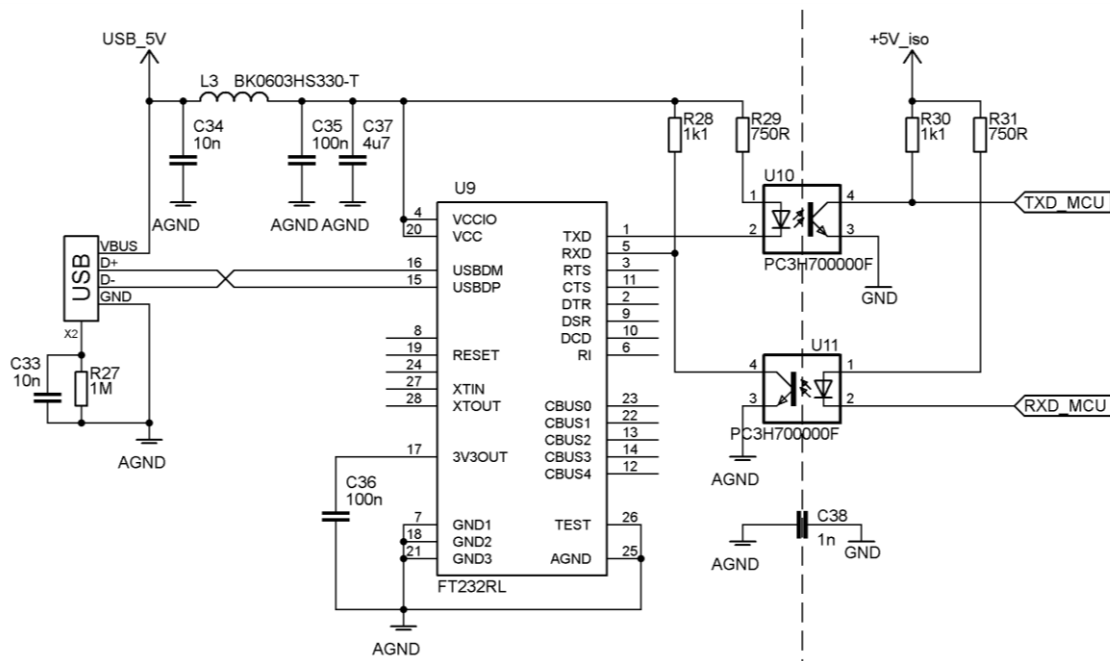 USB_5V
+5V_iso
L3 BK0603HS330-T
C34
10n
C35
100n
C37
4u7
R28
1k1
R29
750R
R30
1k1
R31
750R
AGND
AGND
AGND
U9
U10
1
2
4
3
TXD_MCU
PC3H700000F
GND
VBUS
D+
D-
GND
USB
X2
C33
10n
R27
1M
AGND
4 VCCIO
20 VCC
16 USBDM
15 USBDP
8
19 RESET
24
27 XTIN
28 XTOUT
17 3V3OUT
7 GND1
18 GND2
21 GND3
TXD 1
RXD 5
RTS 3
CTS 11
DTR 2
DSR 9
DCD 10
RI 6
CBUS0 23
CBUS1 22
CBUS2 13
CBUS3 14
CBUS4 12
TEST 26
AGND 25
FT232RL
C36
100n
AGND
U11
4
3
1
2
RXD_MCU
PC3H700000F
AGND
C38
1n
AGND
GND